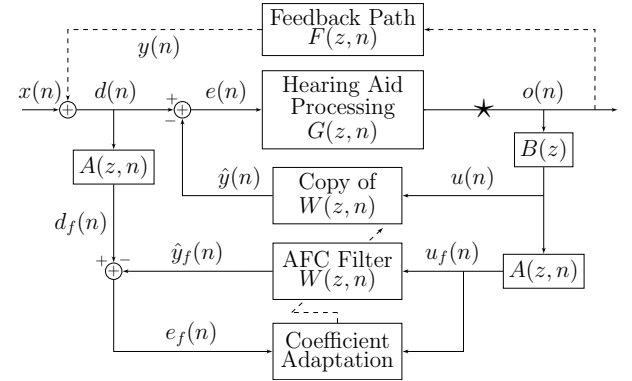 Feedback Path
F(z, n)
y(n)
x(n)
d(n)
+
−
e(n)
Hearing Aid
Processing
G(z, n)
o(n)
B(z)
A(z, n)
ŷ(n)
Copy of
W(z, n)
u(n)
d_f(n)
+
−
ŷ_f(n)
AFC Filter
W(z, n)
u_f(n)
A(z, n)
e_f(n)
Coefficient
Adaptation